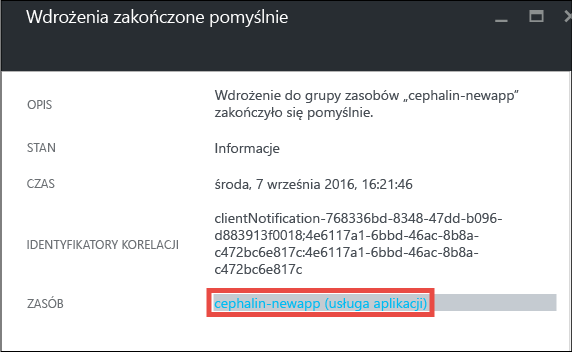 Wdrożenia zakończone pomyślnie
OPIS
Wdrożenie do grupy zasobów „cephalin-newapp”
zakończyło się pomyślnie.
STAN
Informacje
CZAS
środa, 7 września 2016, 16:21:46
IDENTYFIKATORY KORELACJI
clientNotification-768336bd-8348-47dd-b096-
d883913f0018;4e6117a1-6bbd-46ac-8b8a-
c472bc6e817c:4e6117a1-6bbd-46ac-8b8a-
c472bc6e817c
ZASÓB
cephalin-newapp (usługa aplikacji)